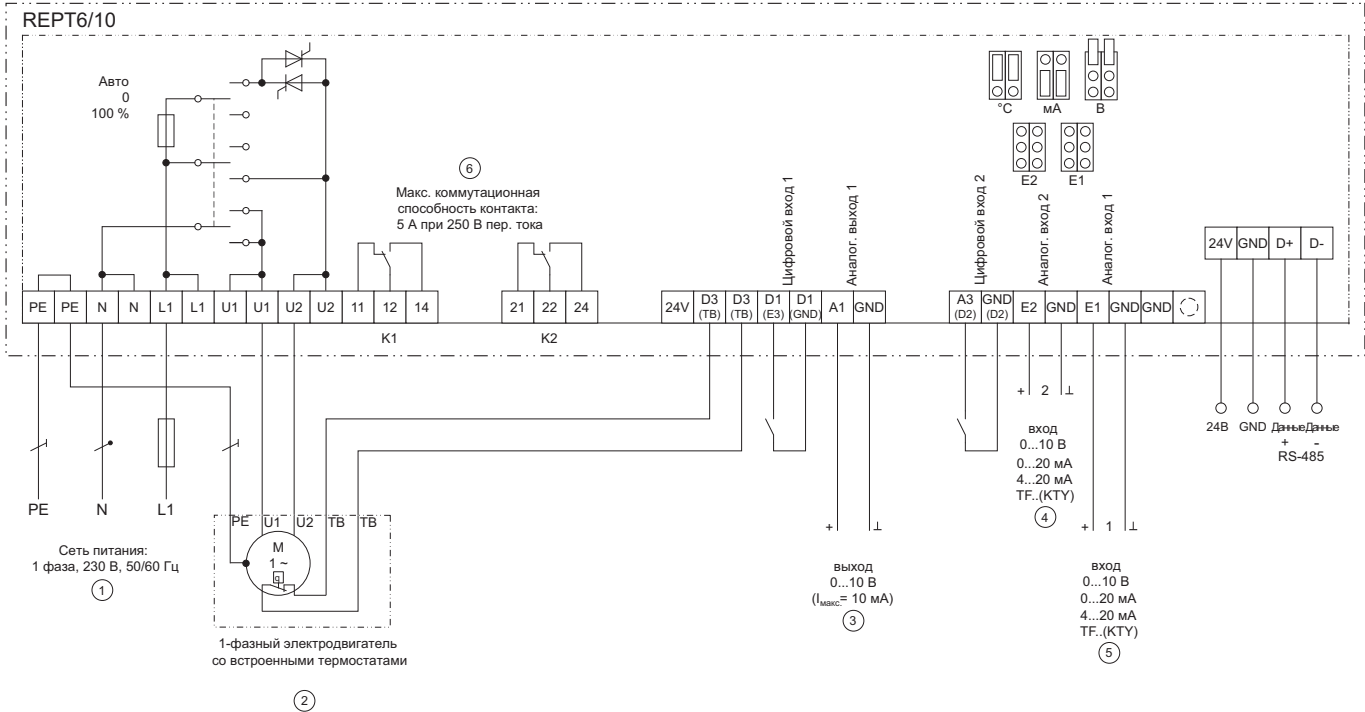 REPT6/10
Авто
0
100 %
6
Макс. коммутационная
способность контакта:
5 А при 250 В пер. тока
°C мА В
E2 E1
Цифровой вход 1
Аналог. выход 1
Цифровой вход 2
Аналог. вход 2
Аналог. вход 1
24V GND D+ D-
PE PE N N L1 L1 U1 U1 U2 U2 11 12 14
21 22 24
24V D3 (TB) D3 (TB) D1 (E3) D1 (GND) A1 GND
A3 (D2) GND (D2) E2 GND E1 GND GND
K1
K2
+ 2 ⊥
вход
0...10 В
0...20 мА
4...20 мА
TF..(KTY)
4
24В GND Данные + Данные -
RS-485
PE N L1
Сеть питания:
1 фаза, 230 В, 50/60 Гц
1
PE U1 U2 TB TB
M
1 ~
1-фазный электродвигатель
со встроенными термостатами
2
+ ⊥
выход
0...10 В
(Iмакс.= 10 мА)
3
+ 1 ⊥
вход
0...10 В
0...20 мА
4...20 мА
TF..(KTY)
5